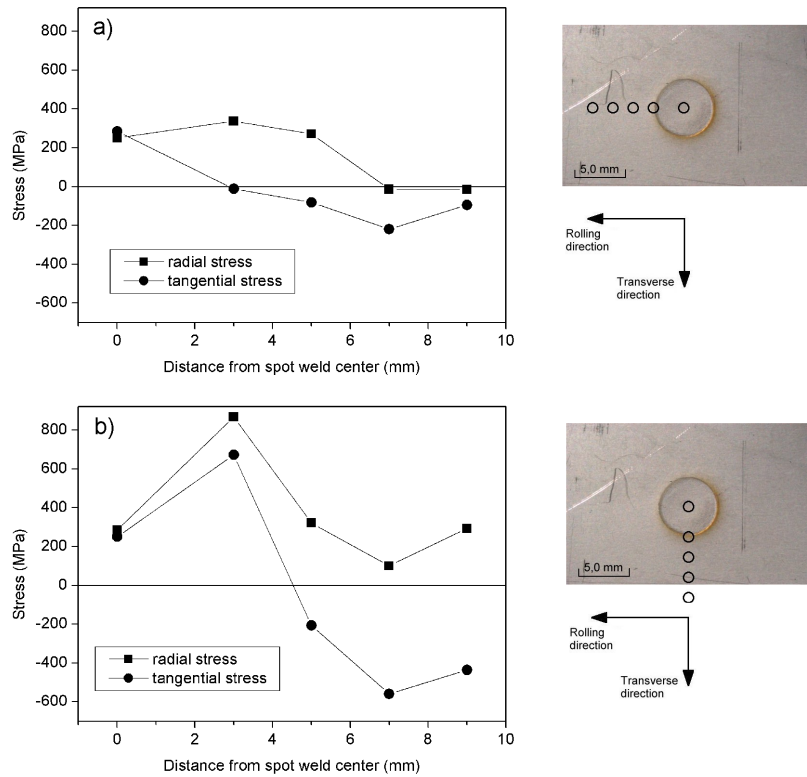 a)
800
600
400
200
0
-200
-400
-600
Stress (MPa)
radial stress
tangential stress
0 2 4 6 8 10
Distance from spot weld center (mm)
5,0 mm
Rolling
direction
Transverse
direction
b)
800
600
400
200
0
-200
-400
-600
Stress (MPa)
radial stress
tangential stress
0 2 4 6 8 10
Distance from spot weld center (mm)
5,0 mm
Rolling
direction
Transverse
direction